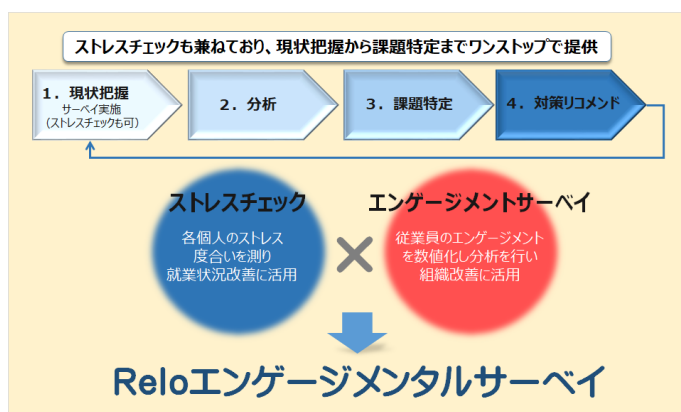 ストレスチェックも兼ねており、現状把握から課題特定までワンストップで提供
1. 現状把握
サーベイ実施
(ストレスチェックも可)
2. 分析
3. 課題特定
4. 対策リコメンド
ストレスチェック
各個人のストレス
度合いを測り
就業状況改善に活用
エンゲージメントサーベイ
従業員のエンゲージメント
を数値化し分析を行い
組織改善に活用
Reloエンゲージメンタルサーベイ